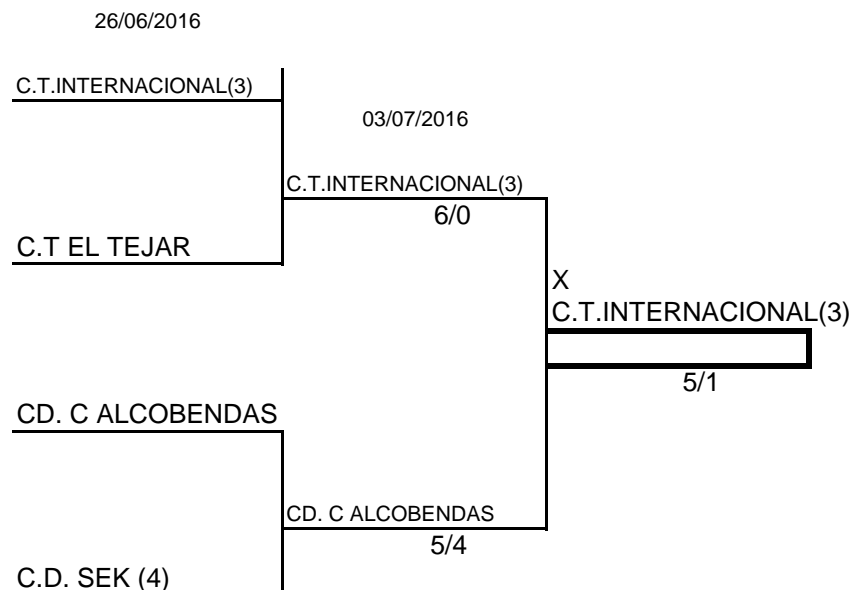 26/06/2016
C.T.INTERNACIONAL(3)
03/07/2016
C.T.INTERNACIONAL(3)
6/0
C.T EL TEJAR
X
C.T.INTERNACIONAL(3)
5/1
CD. C ALCOBENDAS
CD. C ALCOBENDAS
5/4
C.D. SEK (4)